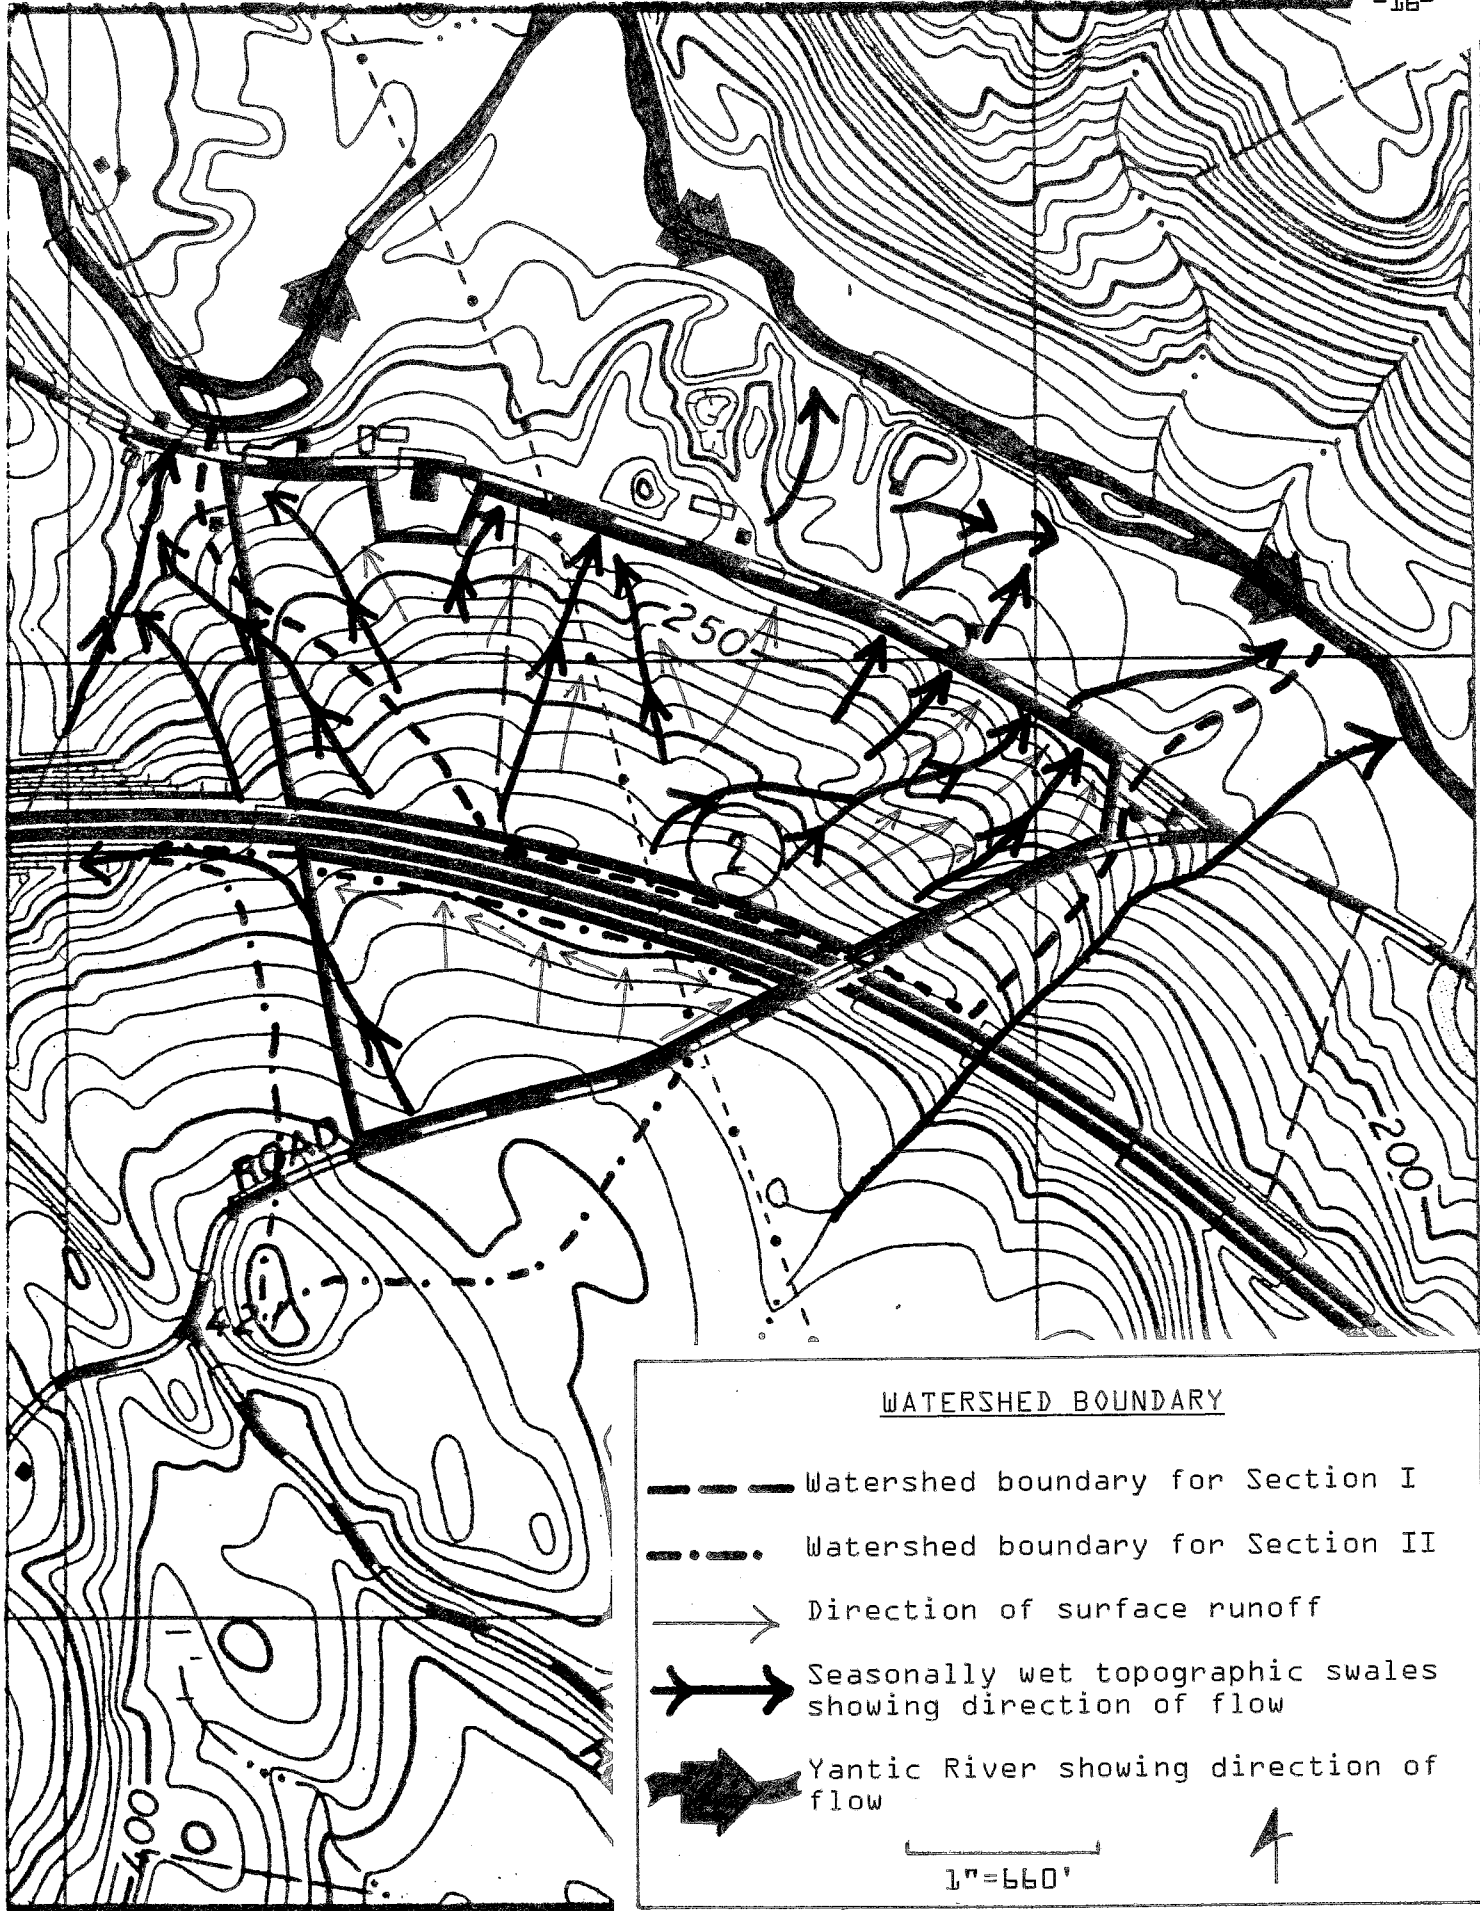 -16-
250
2
ROAD
200
400
WATERSHED BOUNDARY
Watershed boundary for Section I
Watershed boundary for Section II
Direction of surface runoff
Seasonally wet topographic swales
showing direction of flow
Yantic River showing direction of
flow
1"=660'